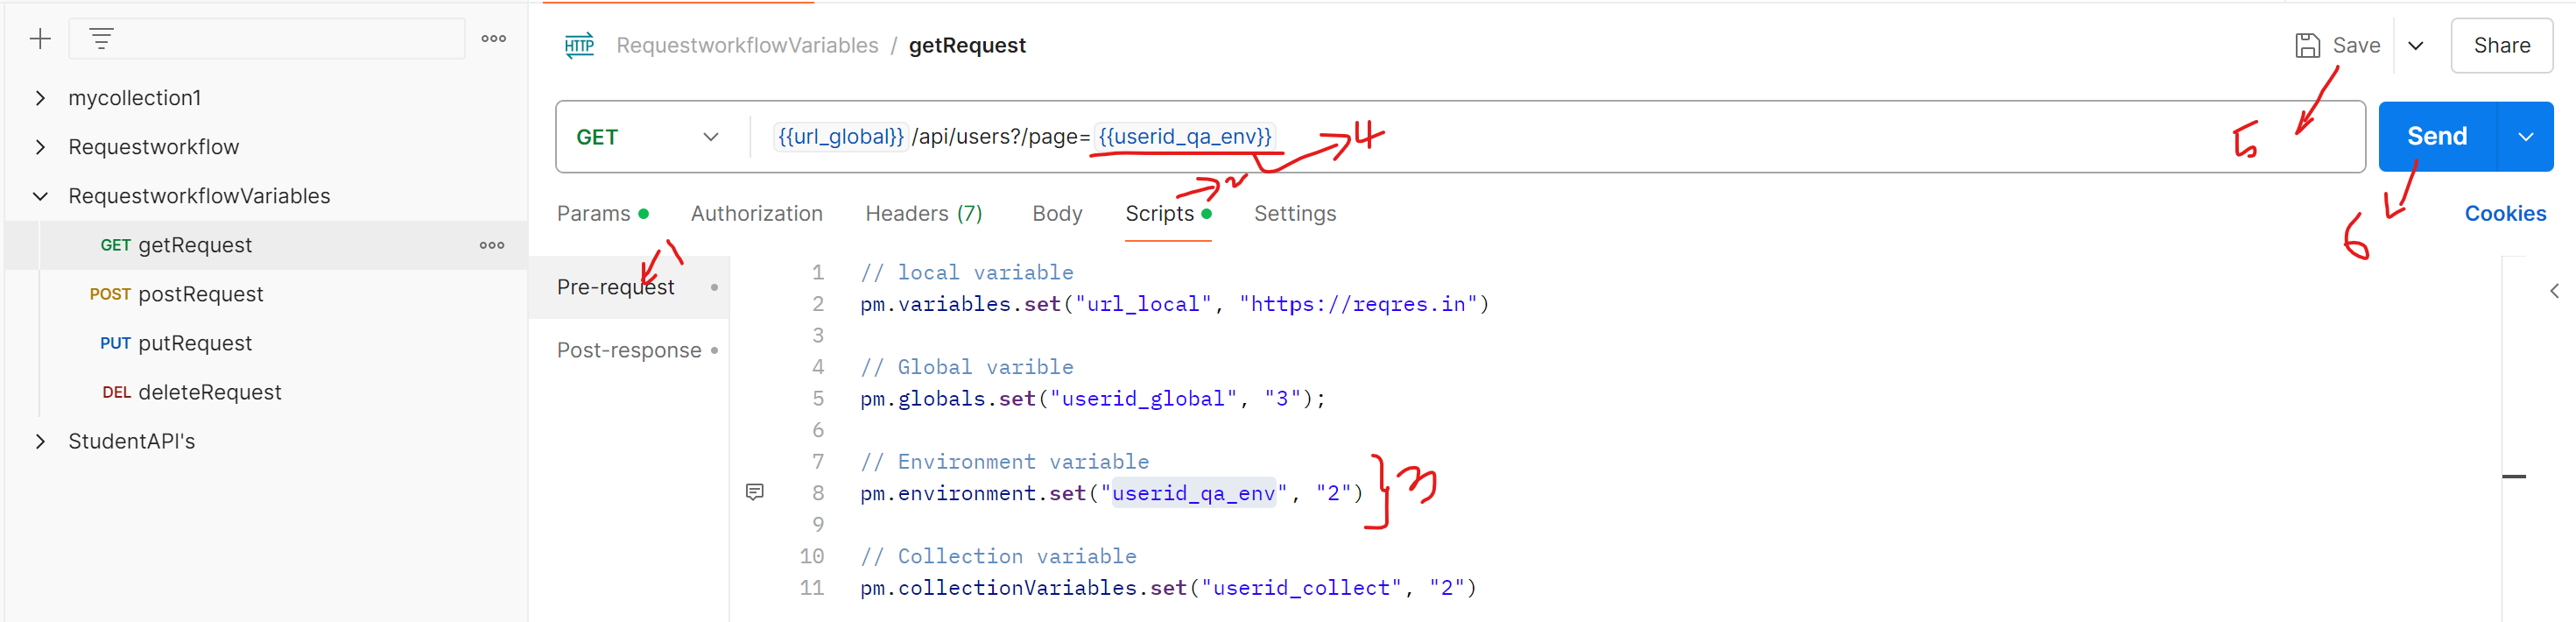 HTTP RequestworkflowVariables / getRequest
Save
Share
mycollection1
Requestworkflow
RequestworkflowVariables
GET getRequest
POST postRequest
PUT putRequest
DEL deleteRequest
StudentAPI's
GET
{{url_global}}/api/users?/page={{userid_qa_env}}
4
5
Send
6
Params
Authorization
Headers (7)
Body
Scripts
2
Settings
Cookies
1
Pre-request
Post-response
1 // local variable
2 pm.variables.set("url_local", "https://reqres.in")
3
4 // Global varible
5 pm.globals.set("userid_global", "3");
6
7 // Environment variable
8 pm.environment.set("userid_qa_env", "2")
3
9
10 // Collection variable
11 pm.collectionVariables.set("userid_collect", "2")